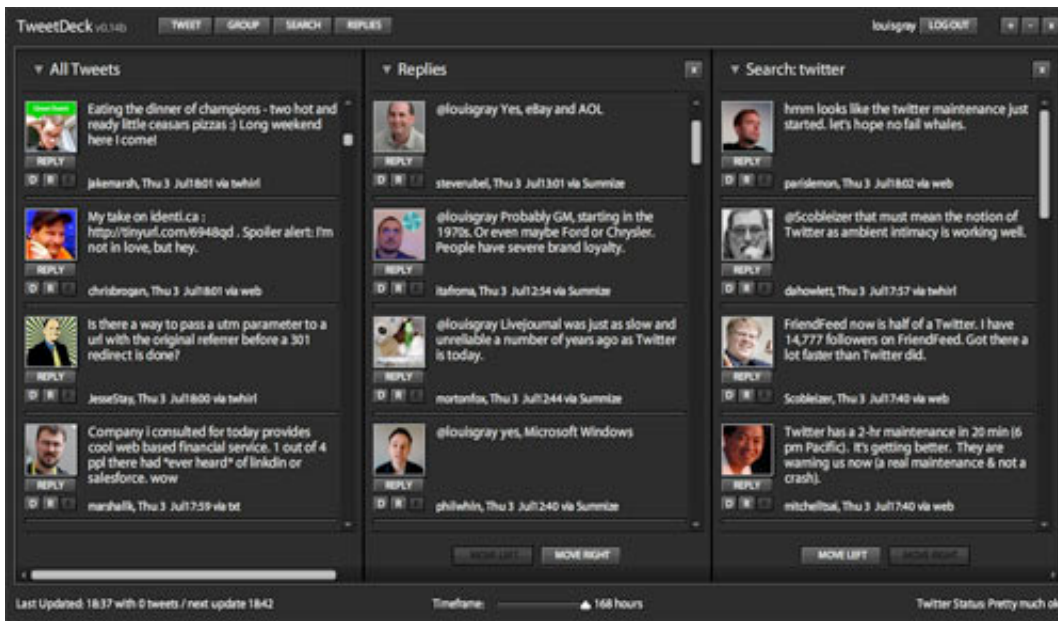 TweetDeck v0.14b TWEET GROUP SEARCH REPLIES louisgray LOG OUT + - x
All Tweets
Eating the dinner of champions - two hot and
ready little ceasars pizzas :) Long weekend
here I come!
REPLY
D R
jakemarsh, Thu 3 Jul18:01 via twhirl
My take on identi.ca :
http://tinyurl.com/6948qd . Spoiler alert: I'm
not in love, but hey.
REPLY
D R
chrisbrogan, Thu 3 Jul18:01 via web
Is there a way to pass a utm parameter to a
url with the original referrer before a 301
redirect is done?
REPLY
D R
JesseStay, Thu 3 Jul18:00 via twhirl
Company i consulted for today provides
cool web based financial service. 1 out of 4
ppl there had *ever heard* of linkdin or
salesforce. wow
REPLY
D R
marshallk, Thu 3 Jul17:59 via txt
Replies x
@louisgray Yes, eBay and AOL
REPLY
D R
steverubel, Thu 3 Jul13:01 via Summize
@louisgray Probably GM, starting in the
1970s. Or even maybe Ford or Chrysler.
People have severe brand loyalty.
REPLY
D R
itafroma, Thu 3 Jul12:54 via Summize
@louisgray Livejournal was just as slow and
unreliable a number of years ago as Twitter
is today.
REPLY
D R
mortonfox, Thu 3 Jul12:44 via Summize
@louisgray yes, Microsoft Windows
REPLY
D R
philwhln, Thu 3 Jul12:40 via Summize
MOVE LEFT MOVE RIGHT
Search: twitter x
hmm looks like the twitter maintenance just
started. let's hope no fail whales.
REPLY
D R
parislemon, Thu 3 Jul18:02 via web
@Scobleizer that must mean the notion of
Twitter as ambient intimacy is working well.
REPLY
D R
dahowlett, Thu 3 Jul17:57 via twhirl
FriendFeed now is half of a Twitter. I have
14,777 followers on FriendFeed. Got there a
lot faster than Twitter did.
REPLY
D R
Scobleizer, Thu 3 Jul17:40 via web
Twitter has a 2-hr maintenance in 20 min (6
pm Pacific). It's getting better. They are
warning us now (a real maintenance & not a
crash).
REPLY
D R
mitchelltsai, Thu 3 Jul17:40 via web
MOVE LEFT MOVE RIGHT
Last Updated: 18:37 with 0 tweets / next update 18:42 Timeframe: 168 hours Twitter Status: Pretty much ok